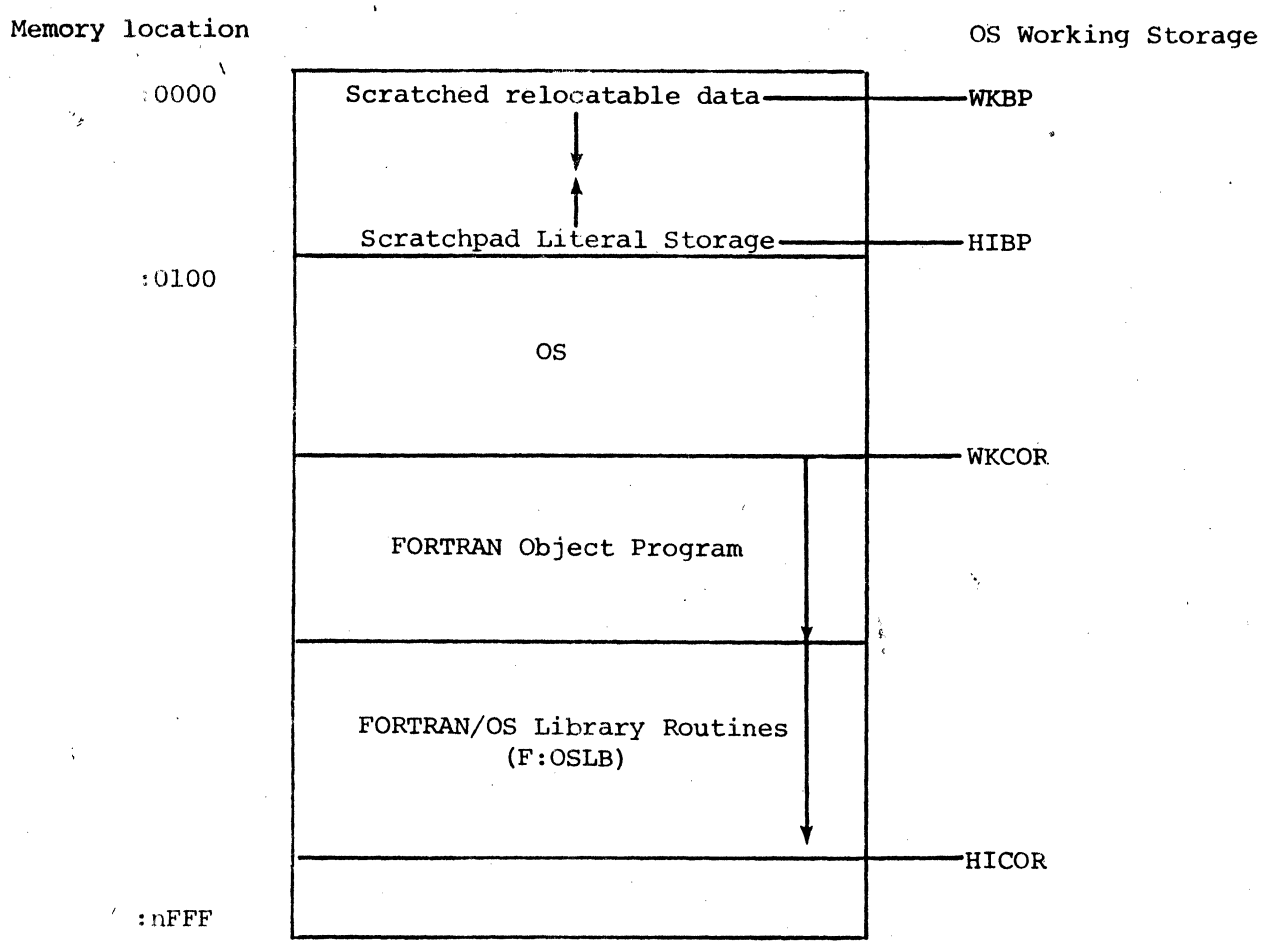 Memory location
OS Working Storage
:0000
Scratched relocatable data
WKBP
Scratchpad Literal Storage
HIBP
:0100
OS
WKCOR
FORTRAN Object Program
FORTRAN/OS Library Routines
(F:OSLB)
HICOR
:nFFF